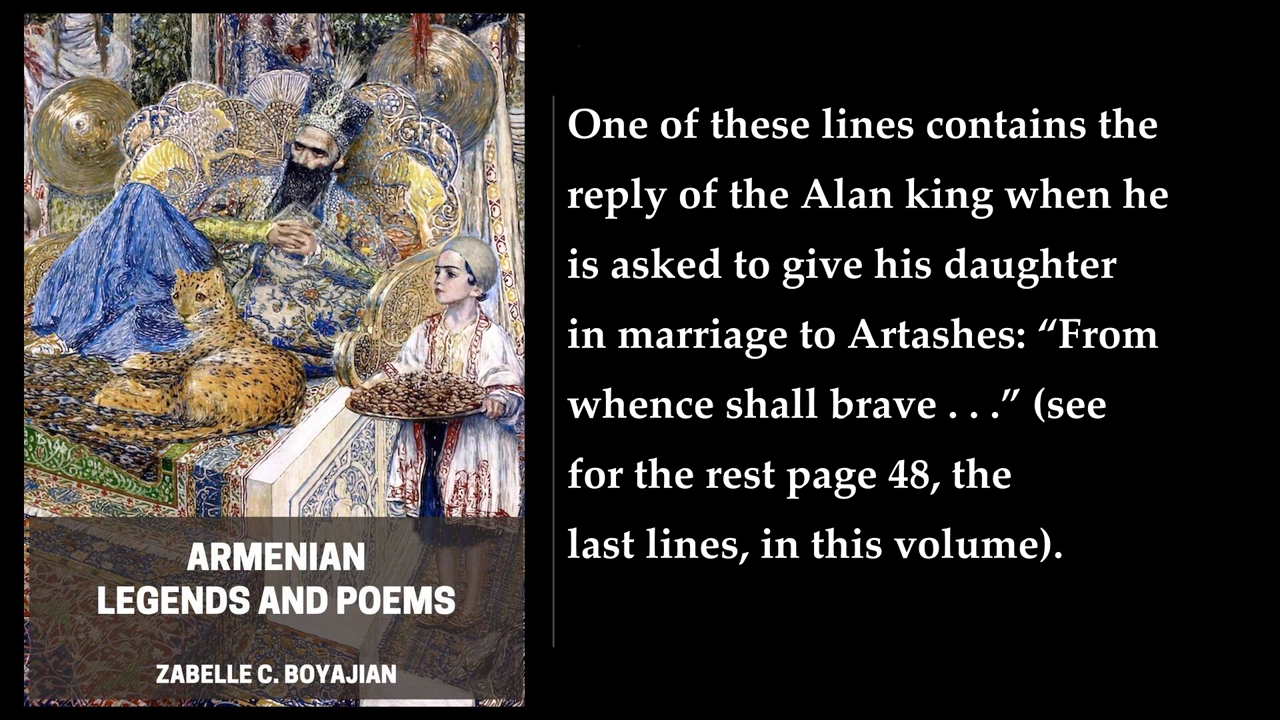 ARMENIAN
LEGENDS AND POEMS
ZABELLE C. BOYAJIAN
One of these lines contains the
reply of the Alan king when he
is asked to give his daughter
in marriage to Artashes: “From
whence shall brave . . .” (see
for the rest page 48, the
last lines, in this volume).